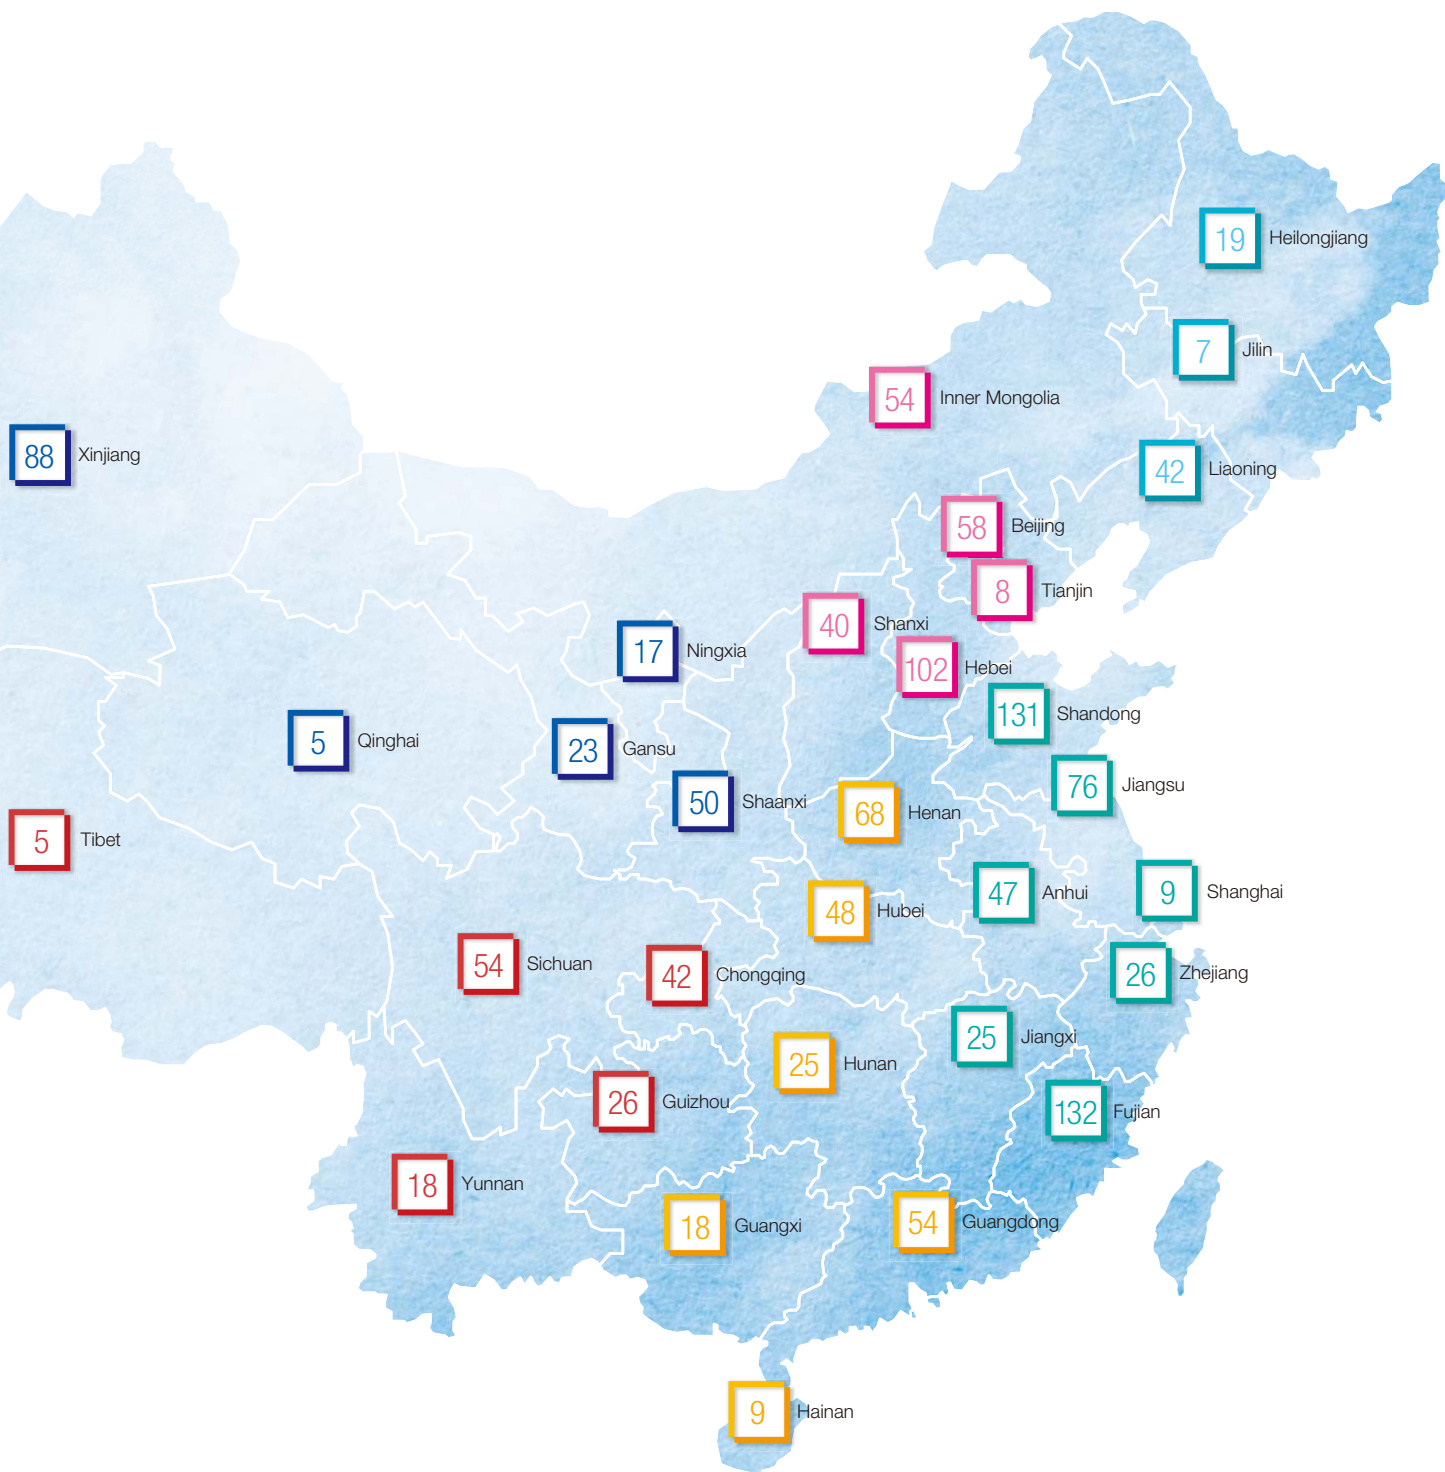 19 Heilongjiang
7 Jilin
54 Inner Mongolia
88 Xinjiang
42 Liaoning
58 Beijing
8 Tianjin
40 Shanxi
17 Ningxia
102 Hebei
131 Shandong
5 Qinghai
23 Gansu
76 Jiangsu
50 Shaanxi
68 Henan
5 Tibet
47 Anhui
9 Shanghai
48 Hubei
54 Sichuan
42 Chongqing
26 Zhejiang
25 Jiangxi
25 Hunan
26 Guizhou
132 Fujian
18 Yunnan
18 Guangxi
54 Guangdong
9 Hainan